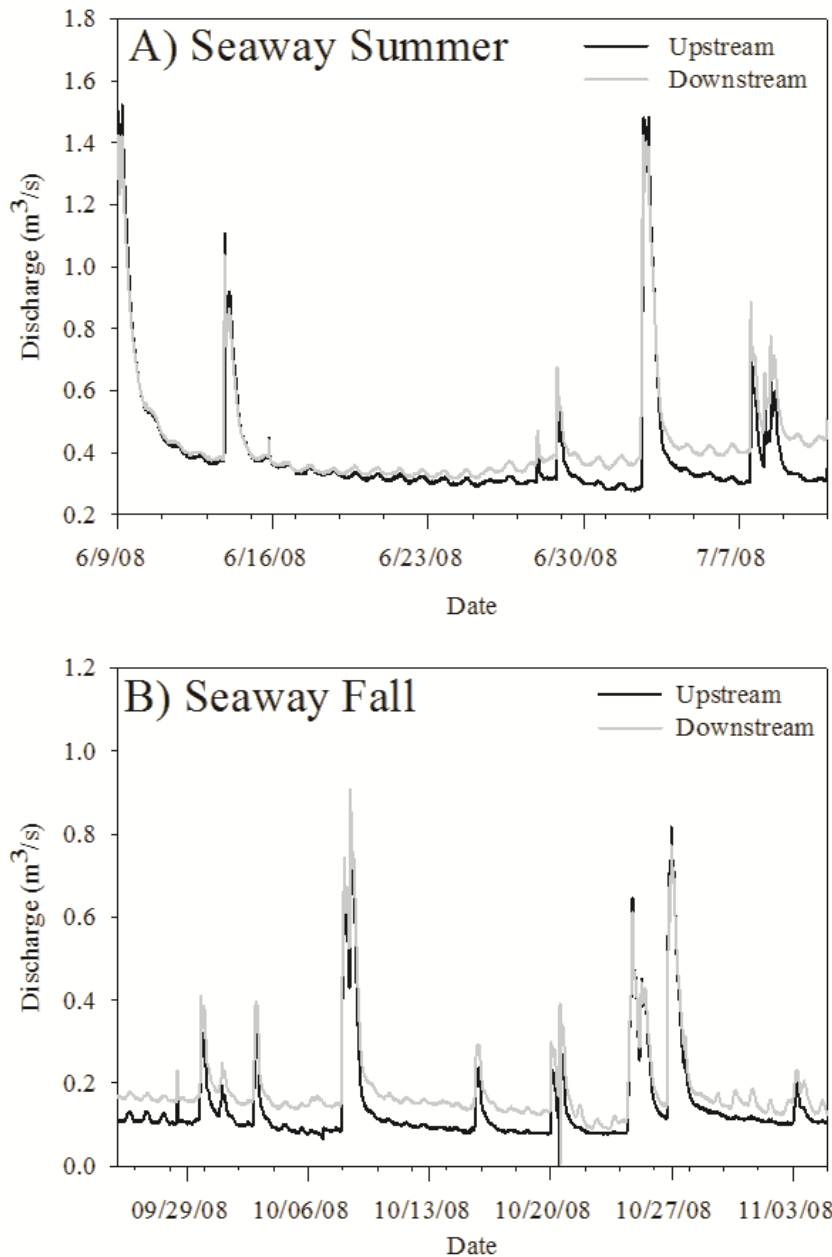 A) Seaway Summer
Upstream
Downstream
1.8
1.6
1.4
1.2
1.0
0.8
0.6
0.4
0.2
Discharge (m³/s)
6/9/08 6/16/08 6/23/08 6/30/08 7/7/08
Date
B) Seaway Fall
Upstream
Downstream
1.2
1.0
0.8
0.6
0.4
0.2
0.0
Discharge (m³/s)
09/29/08 10/06/08 10/13/08 10/20/08 10/27/08 11/03/08
Date